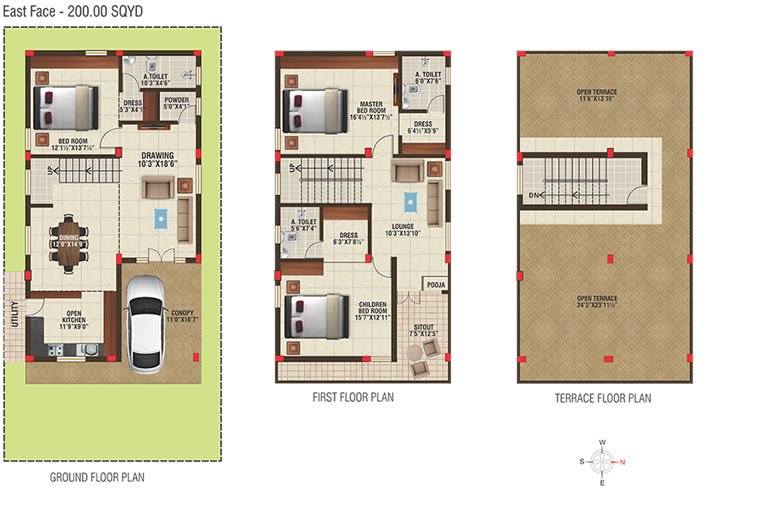 East Face - 200.00 SQYD
A.TOILET
10'3"X4'6"
DRESS
5'3"X4'1
POWDER
5'0"X4'1"
BED ROOM
12'1½"X13'7½"
DRAWING
10'3"X18'6"
UP
DINING
12'0"X14'9"
UTILITY
OPEN
KITCHEN
11'9"X9'0"
CANOPY
11'0"X16'7"
GROUND FLOOR PLAN
A. TOILET
6'0"X7'6"
MASTER
BED ROOM
16'4½"X13'7½"
DRESS
6'4½"X5'9"
UP
A. TOILET
5'6"X7'4"
DRESS
6'3"X7'8½"
LOUNGE
10'3"X13'10"
POOJA
CHILDREN
BED ROOM
15'7"X12'11"
SITOUT
7'5"X12'5"
FIRST FLOOR PLAN
OPEN TERRACE
11'6"X13'10"
DN
OPEN TERRACE
24'3"X23'11½"
TERRACE FLOOR PLAN
W
S N
E